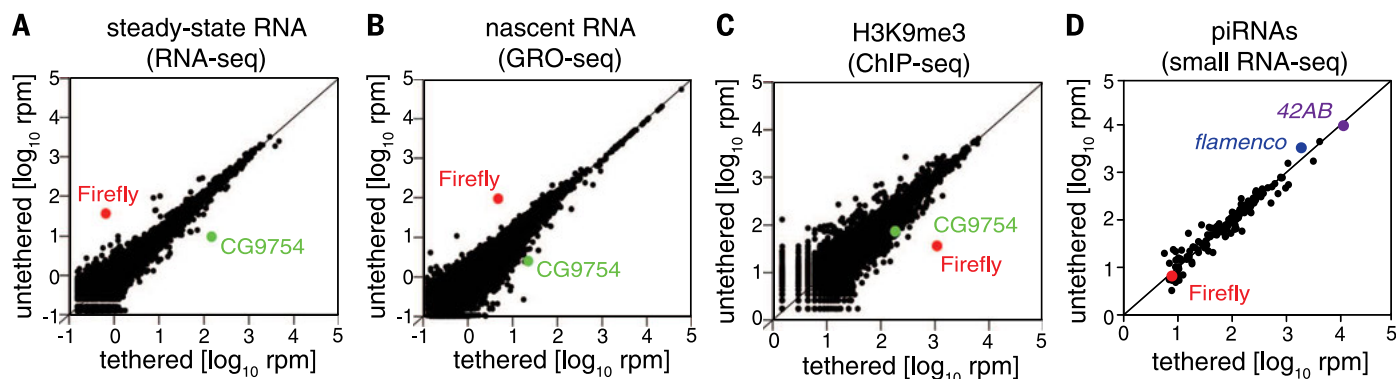 A
steady-state RNA
(RNA-seq)
untethered [log10 rpm]
5
4
3
2
1
0
-1
Firefly
CG9754
-1 0 1 2 3 4 5
tethered [log10 rpm]
B
nascent RNA
(GRO-seq)
untethered [log10 rpm]
5
4
3
2
1
0
-1
Firefly
CG9754
-1 0 1 2 3 4 5
tethered [log10 rpm]
C
H3K9me3
(ChIP-seq)
untethered [log10 rpm]
5
4
3
2
1
0
CG9754
Firefly
0 1 2 3 4 5
tethered [log10 rpm]
D
piRNAs
(small RNA-seq)
untethered [log10 rpm]
5
4
3
2
1
0
42AB
flamenco
Firefly
0 1 2 3 4 5
tethered [log10 rpm]